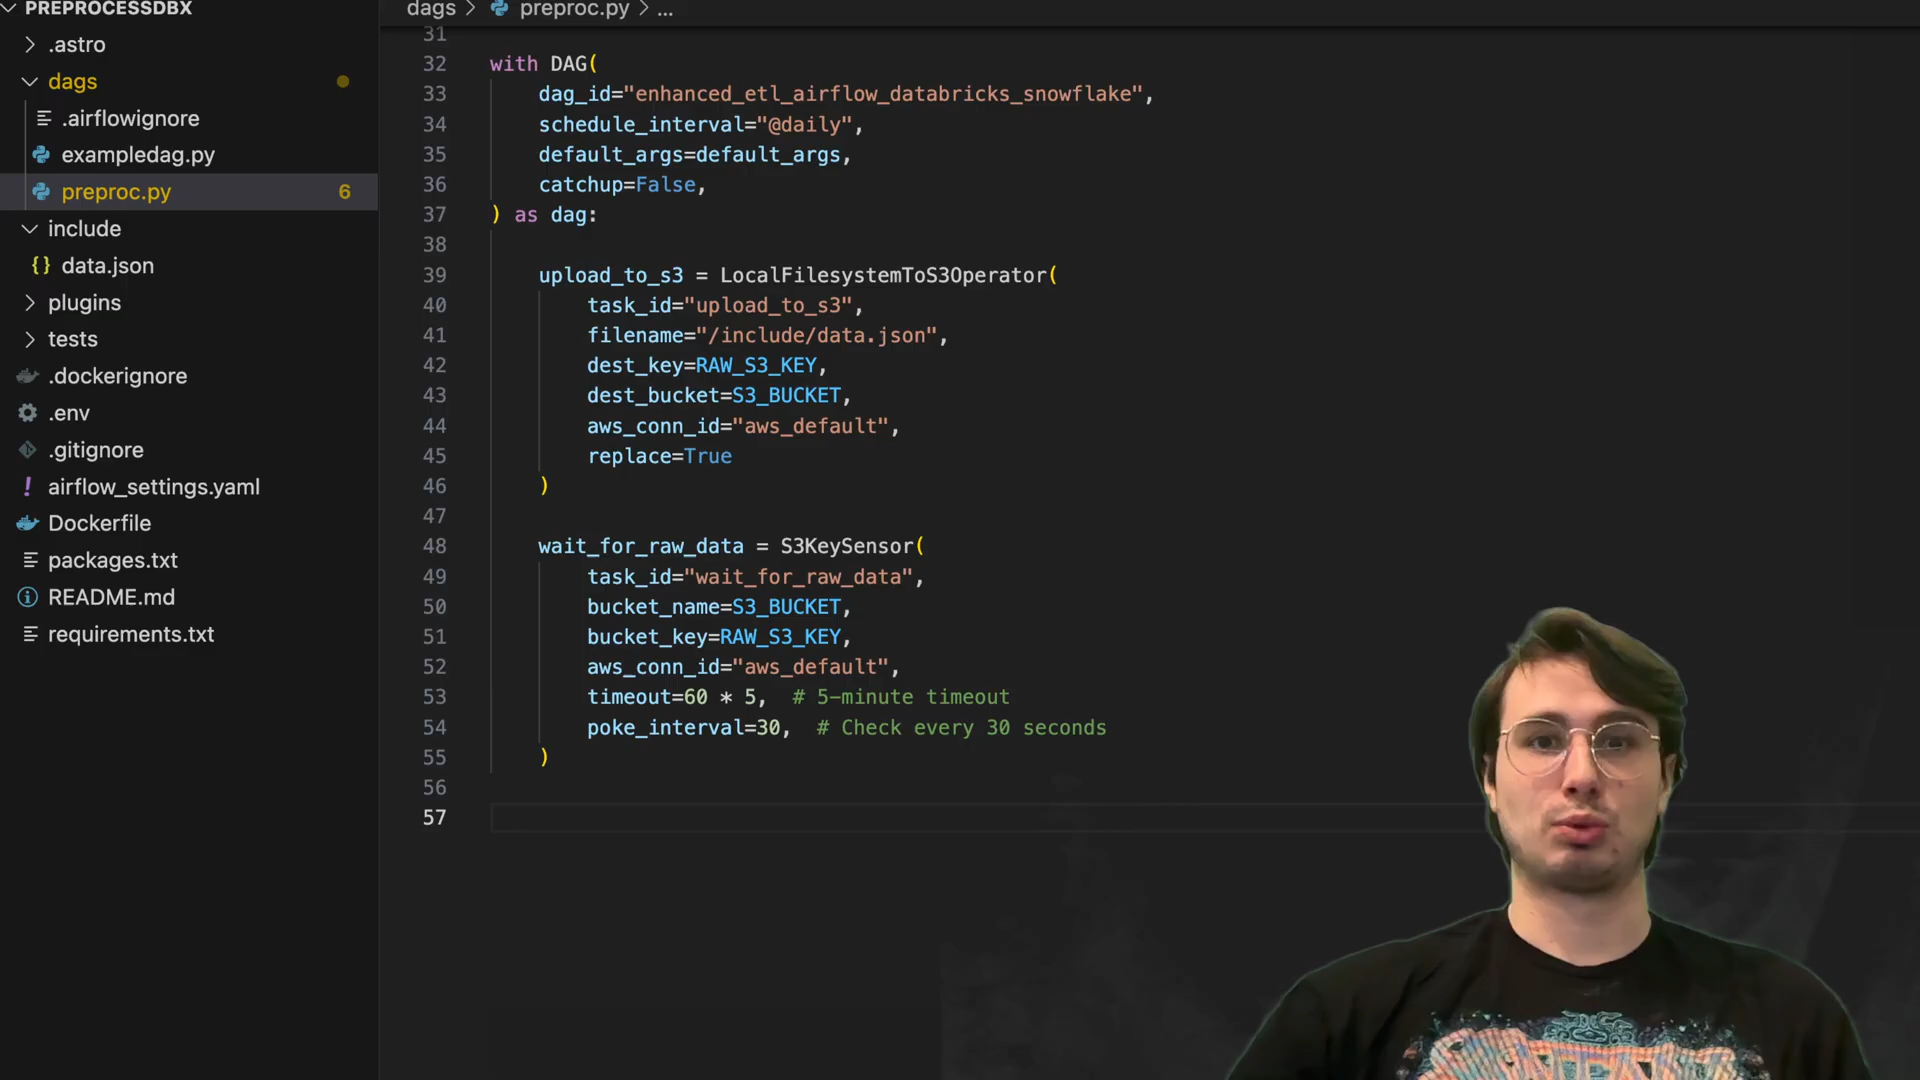 PREPROCESSDBX
.astro
dags
.airflowignore
exampledag.py
preproc.py 6
include
{} data.json
plugins
tests
.dockerignore
.env
.gitignore
! airflow_settings.yaml
Dockerfile
packages.txt
README.md
requirements.txt
dags > preproc.py > ...
31
32 with DAG(
33 dag_id="enhanced_etl_airflow_databricks_snowflake",
34 schedule_interval="@daily",
35 default_args=default_args,
36 catchup=False,
37 ) as dag:
38
39 upload_to_s3 = LocalFilesystemToS3Operator(
40 task_id="upload_to_s3",
41 filename="/include/data.json",
42 dest_key=RAW_S3_KEY,
43 dest_bucket=S3_BUCKET,
44 aws_conn_id="aws_default",
45 replace=True
46 )
47
48 wait_for_raw_data = S3KeySensor(
49 task_id="wait_for_raw_data",
50 bucket_name=S3_BUCKET,
51 bucket_key=RAW_S3_KEY,
52 aws_conn_id="aws_default",
53 timeout=60 * 5, # 5-minute timeout
54 poke_interval=30, # Check every 30 seconds
55 )
56
57